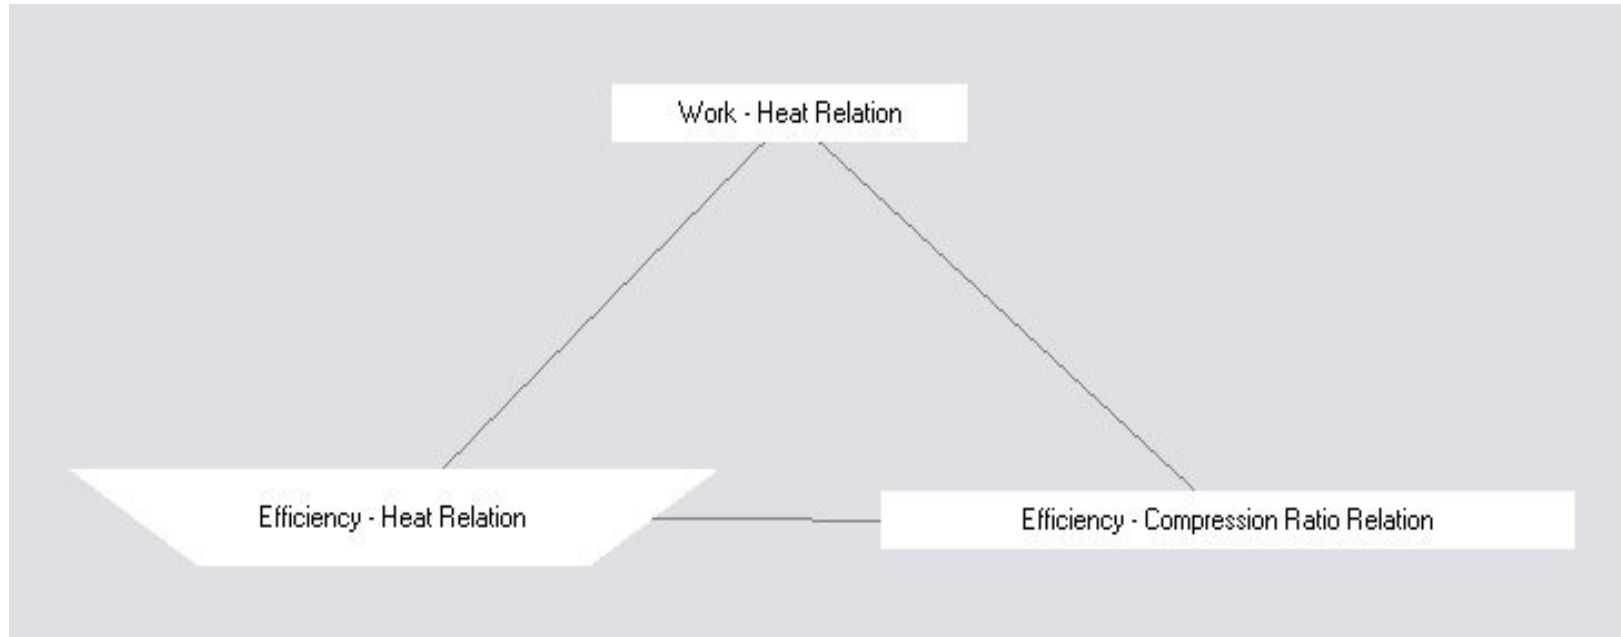 Work - Heat Relation
Efficiency - Heat Relation
Efficiency - Compression Ratio Relation